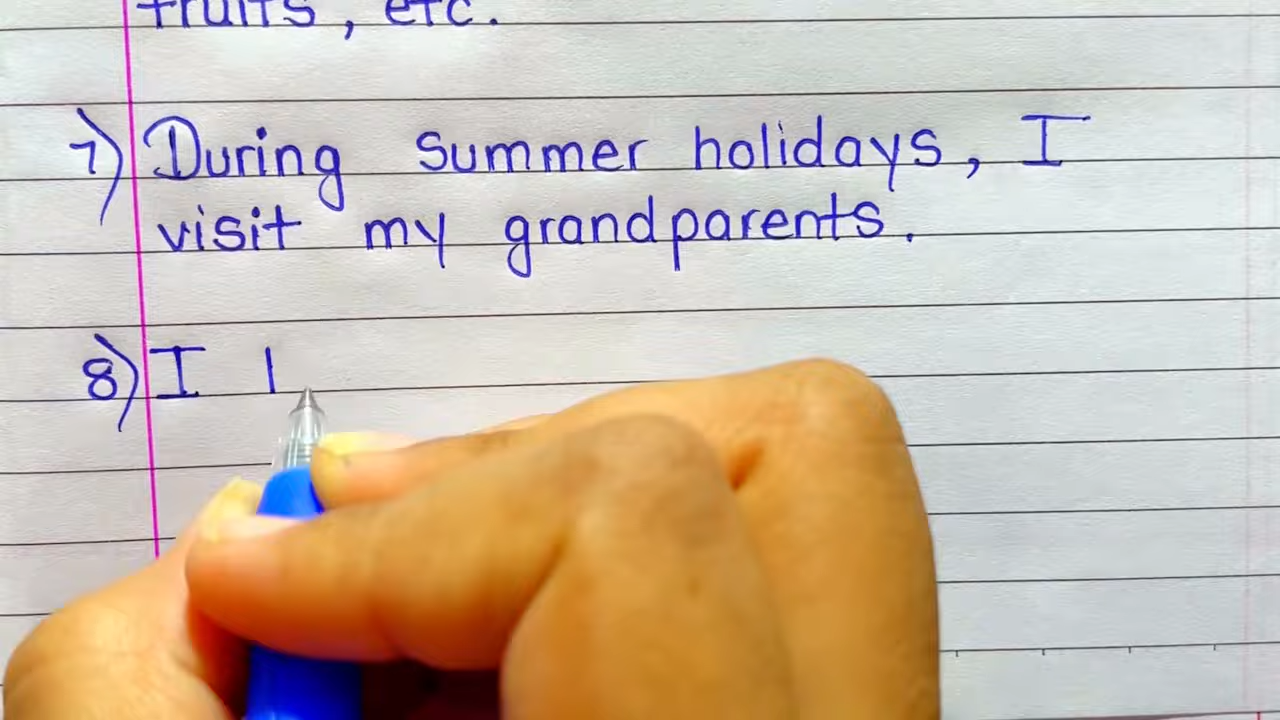 fruits, etc.
7) During summer holidays, I
visit my grandparents.
8) I l